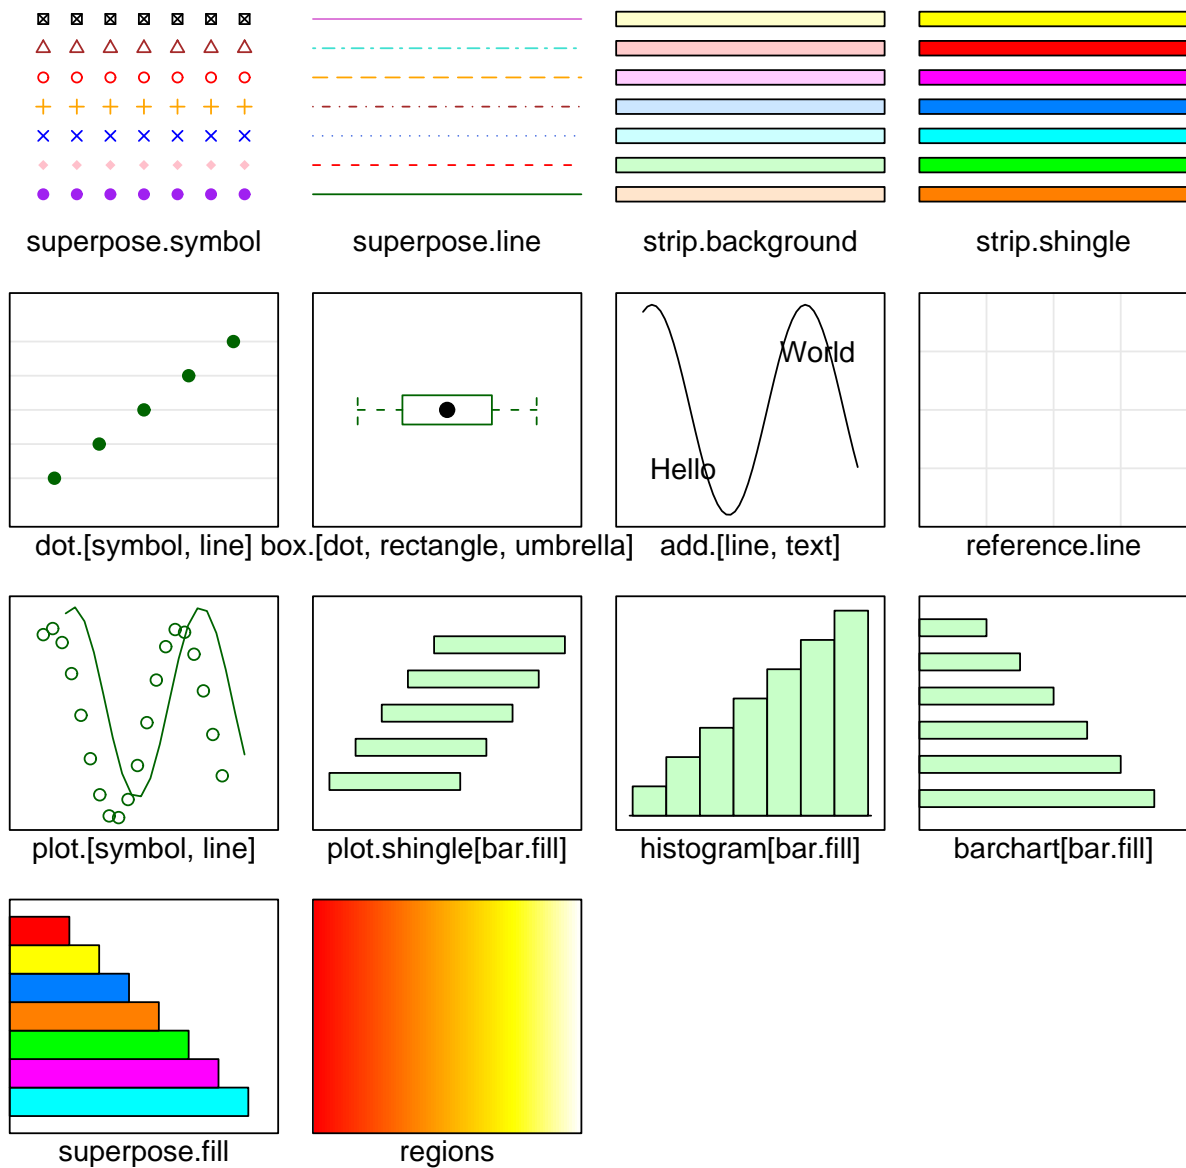 superpose.symbol
superpose.line
strip.background
strip.shingle
World
Hello
dot.[symbol, line]
box.[dot, rectangle, umbrella]
add.[line, text]
reference.line
plot.[symbol, line]
plot.shingle[bar.fill]
histogram[bar.fill]
barchart[bar.fill]
superpose.fill
regions